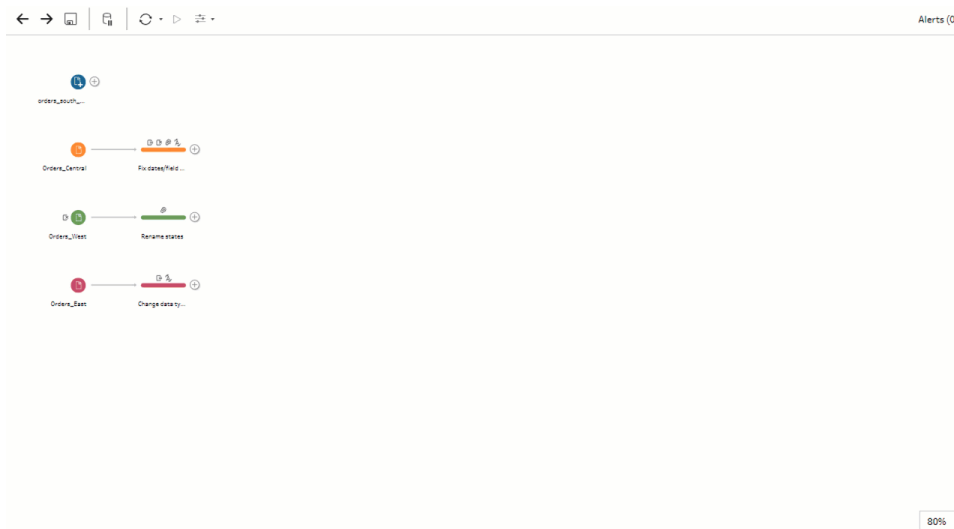 Alerts (0
orders_south_...
Orders_Central
Fix dates/field ...
Orders_West
Rename states
Orders_East
Change data ty...
80%